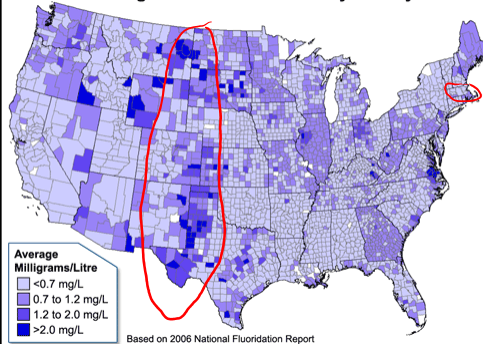 Average
Milligrams/Litre
<0.7 mg/L
0.7 to 1.2 mg/L
1.2 to 2.0 mg/L
>2.0 mg/L
Based on 2006 National Fluoridation Report